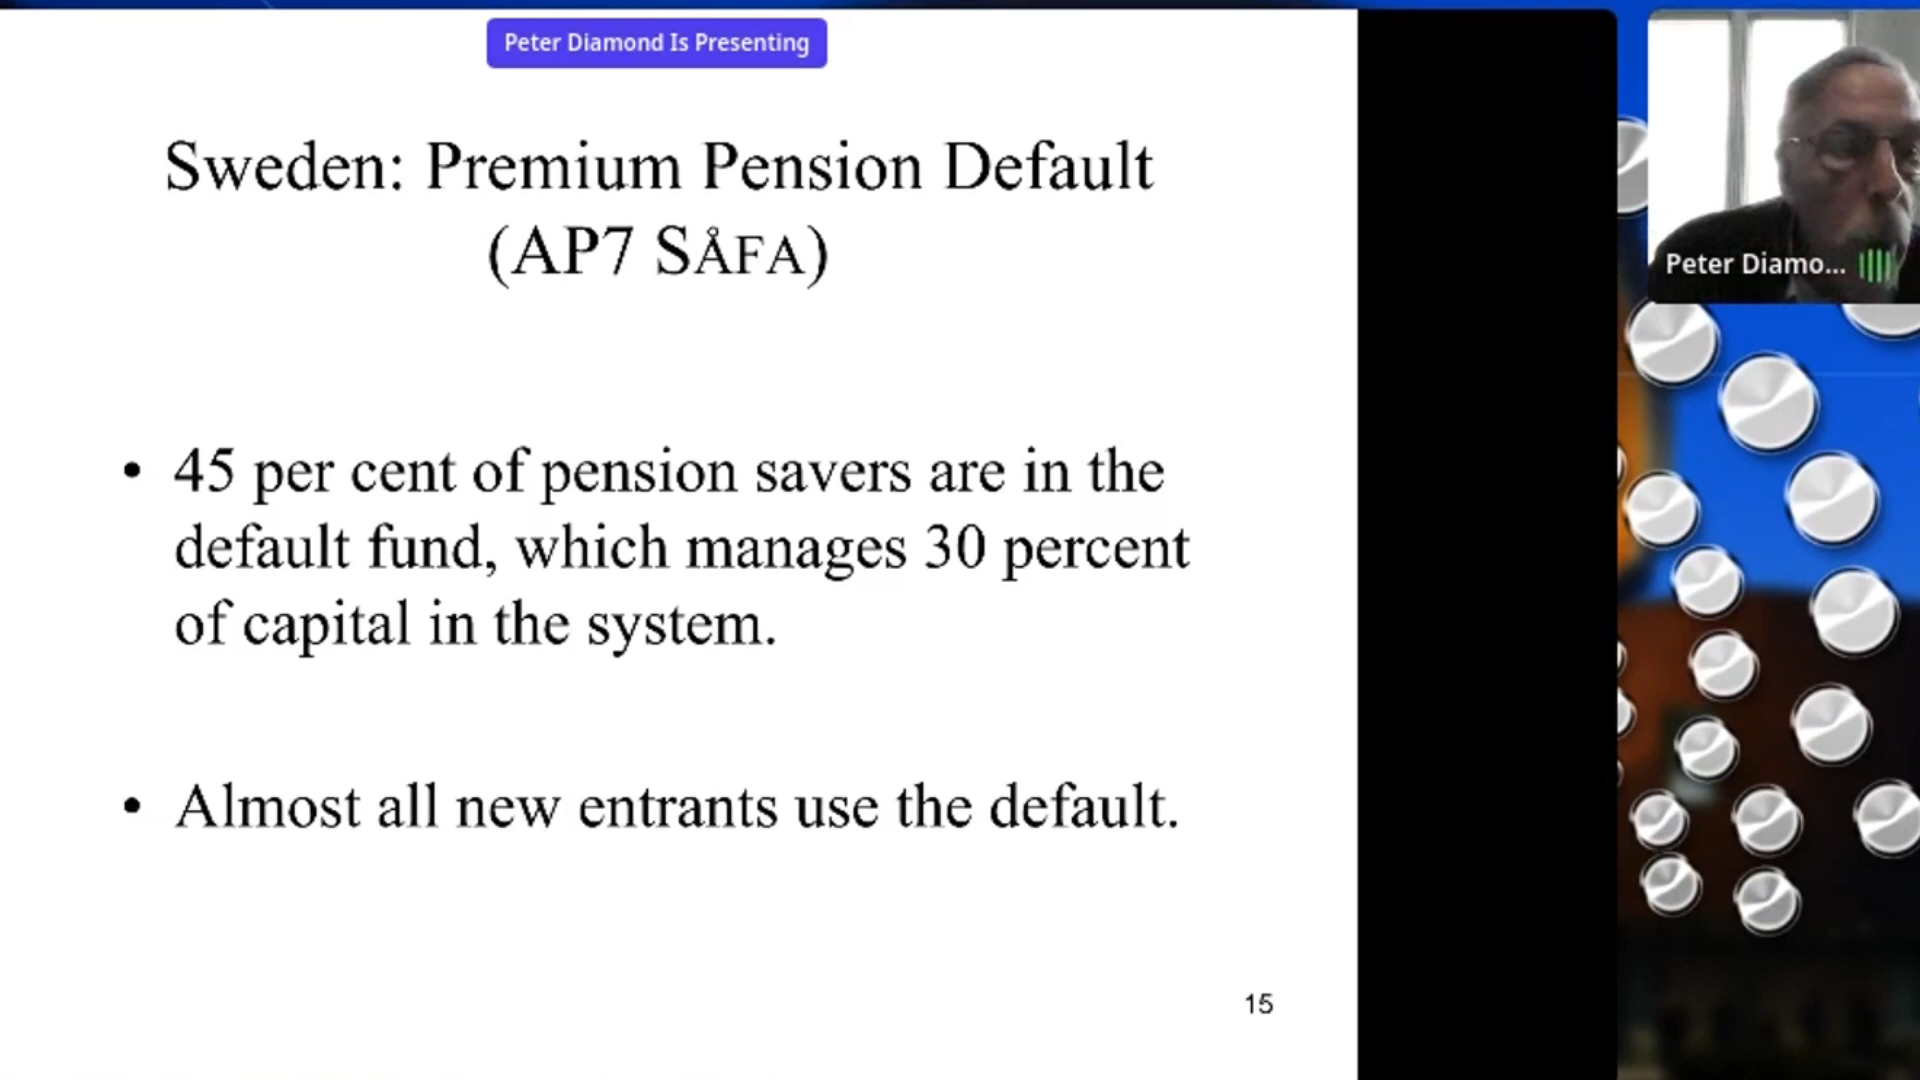 Peter Diamond Is Presenting
Sweden: Premium Pension Default
(AP7 SÅFA)
• 45 per cent of pension savers are in the
default fund, which manages 30 percent
of capital in the system.
• Almost all new entrants use the default.
15
Peter Diamo...